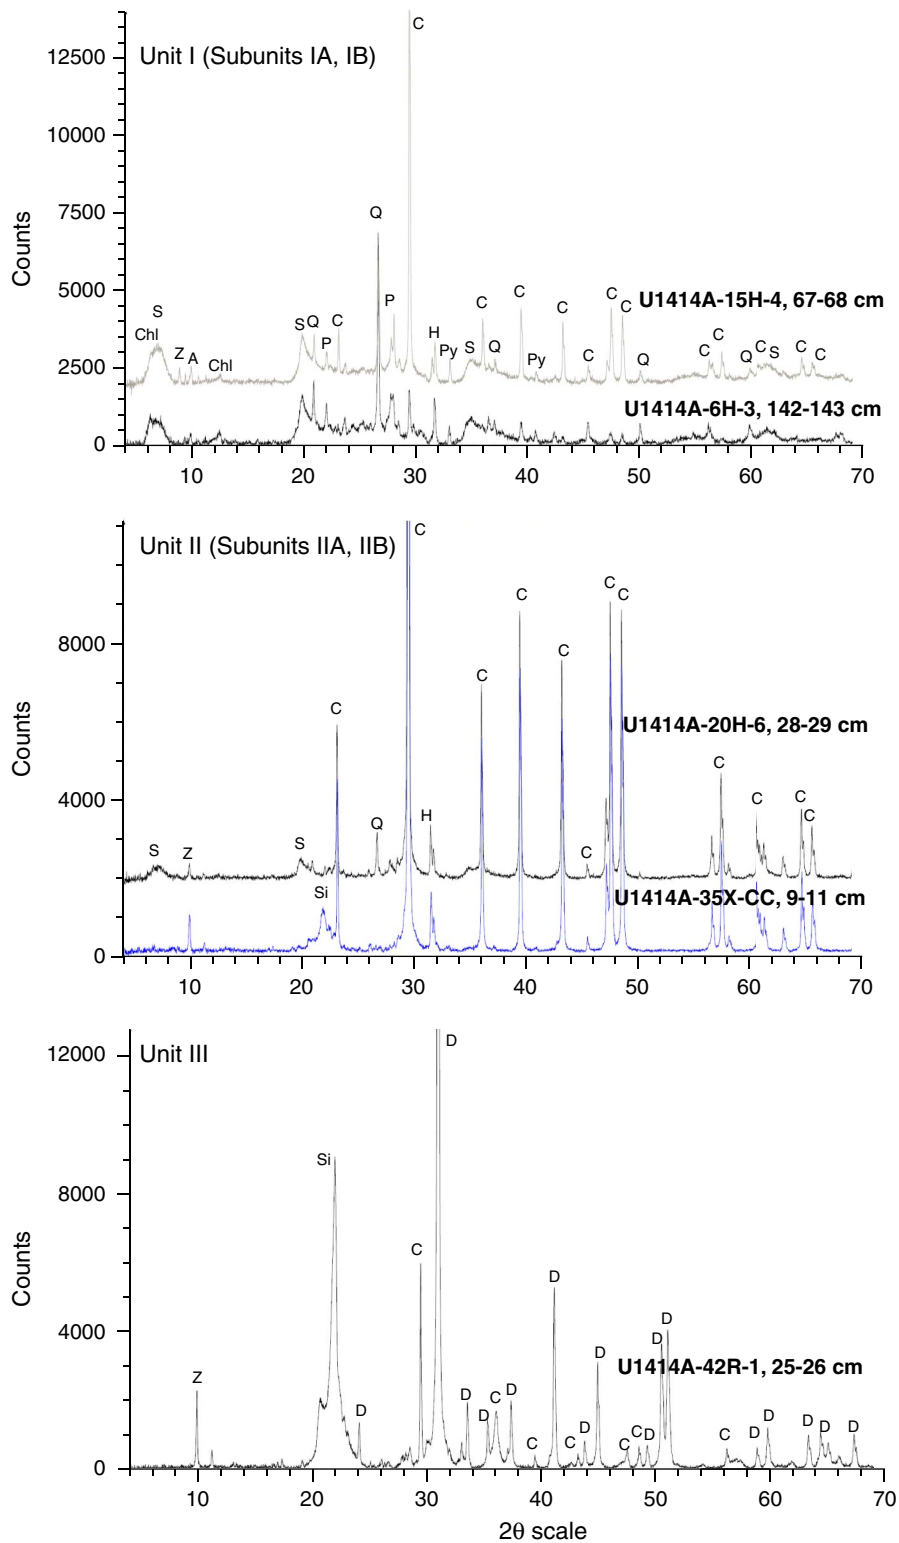 Unit I (Subunits IA, IB)
C
12500
10000
7500
5000
2500
0
Counts
Q
S
Chl
Z
A
Chl
S
Q
P
C
P
H
Py
S
C
Q
C
Py
C
C
C
C
Q
C
C
Q
C
S
C
C
U1414A-15H-4, 67-68 cm
U1414A-6H-3, 142-143 cm
10 20 30 40 50 60 70
Unit II (Subunits IIA, IIB)
C
8000
4000
0
Counts
S
Z
S
Si
C
Q
H
C
C
C
C
C
C
C
C
C
C
U1414A-20H-6, 28-29 cm
U1414A-35X-CC, 9-11 cm
10 20 30 40 50 60 70
Unit III
D
12000
8000
4000
0
Counts
Z
Si
D
C
D
D
C
D
C
D
C
D
D
C
C
D
D
D
C
D
D
D
D
D
U1414A-42R-1, 25-26 cm
10 20 30 40 50 60 70
2θ scale